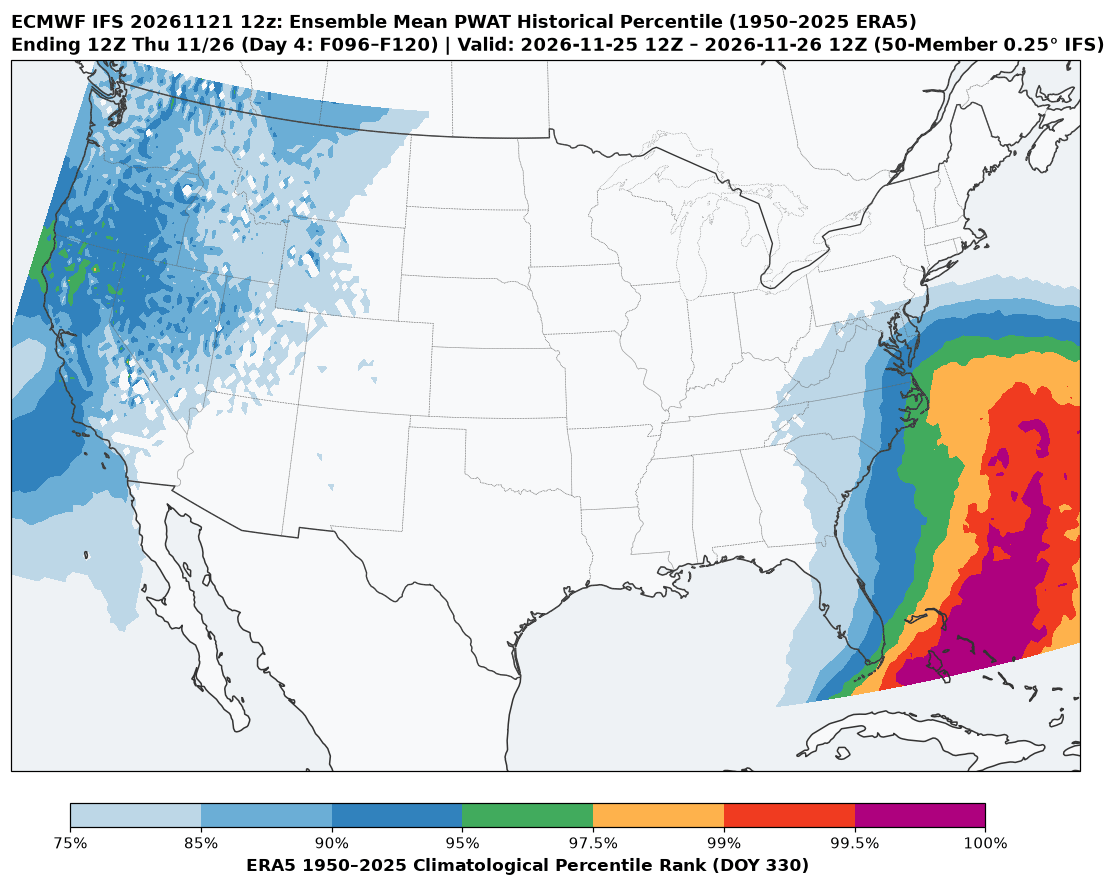 ECMWF IFS 20261121 12z: Ensemble Mean PWAT Historical Percentile (1950–2025 ERA5)
Ending 12Z Thu 11/26 (Day 4: F096–F120) | Valid: 2026-11-25 12Z – 2026-11-26 12Z (50-Member 0.25° IFS)
75% 85% 90% 95% 97.5% 99% 99.5% 100%
ERA5 1950–2025 Climatological Percentile Rank (DOY 330)